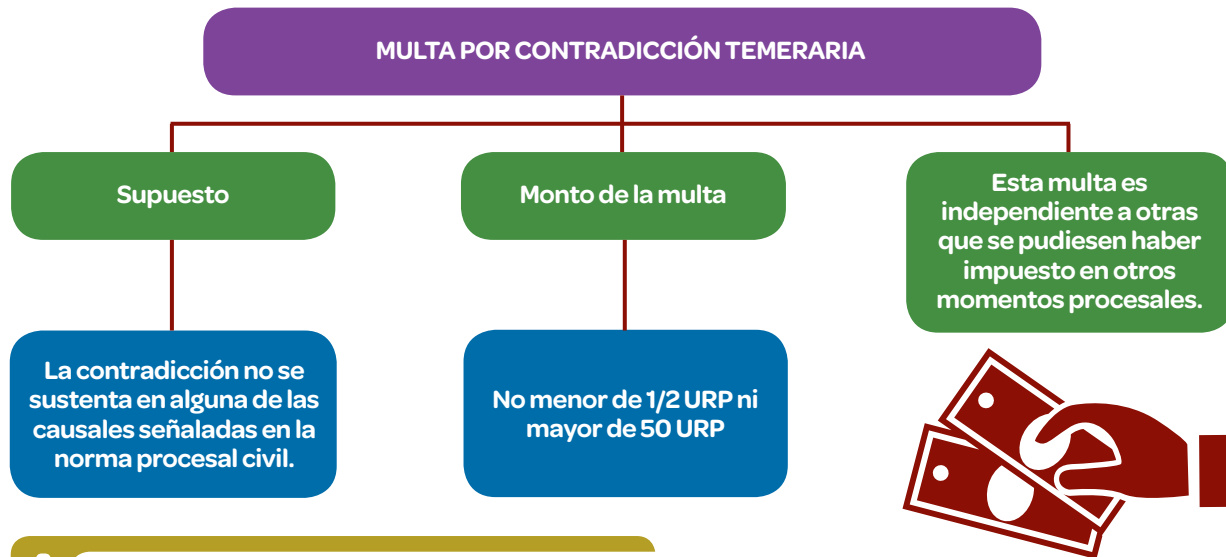 MULTA POR CONTRADICCIÓN TEMERARIA
Supuesto
Monto de la multa
Esta multa es
independiente a otras
que se pudiesen haber
impuesto en otros
momentos procesales.
La contradicción no se
sustenta en alguna de las
causales señaladas en la
norma procesal civil.
No menor de 1/2 URP ni
mayor de 50 URP